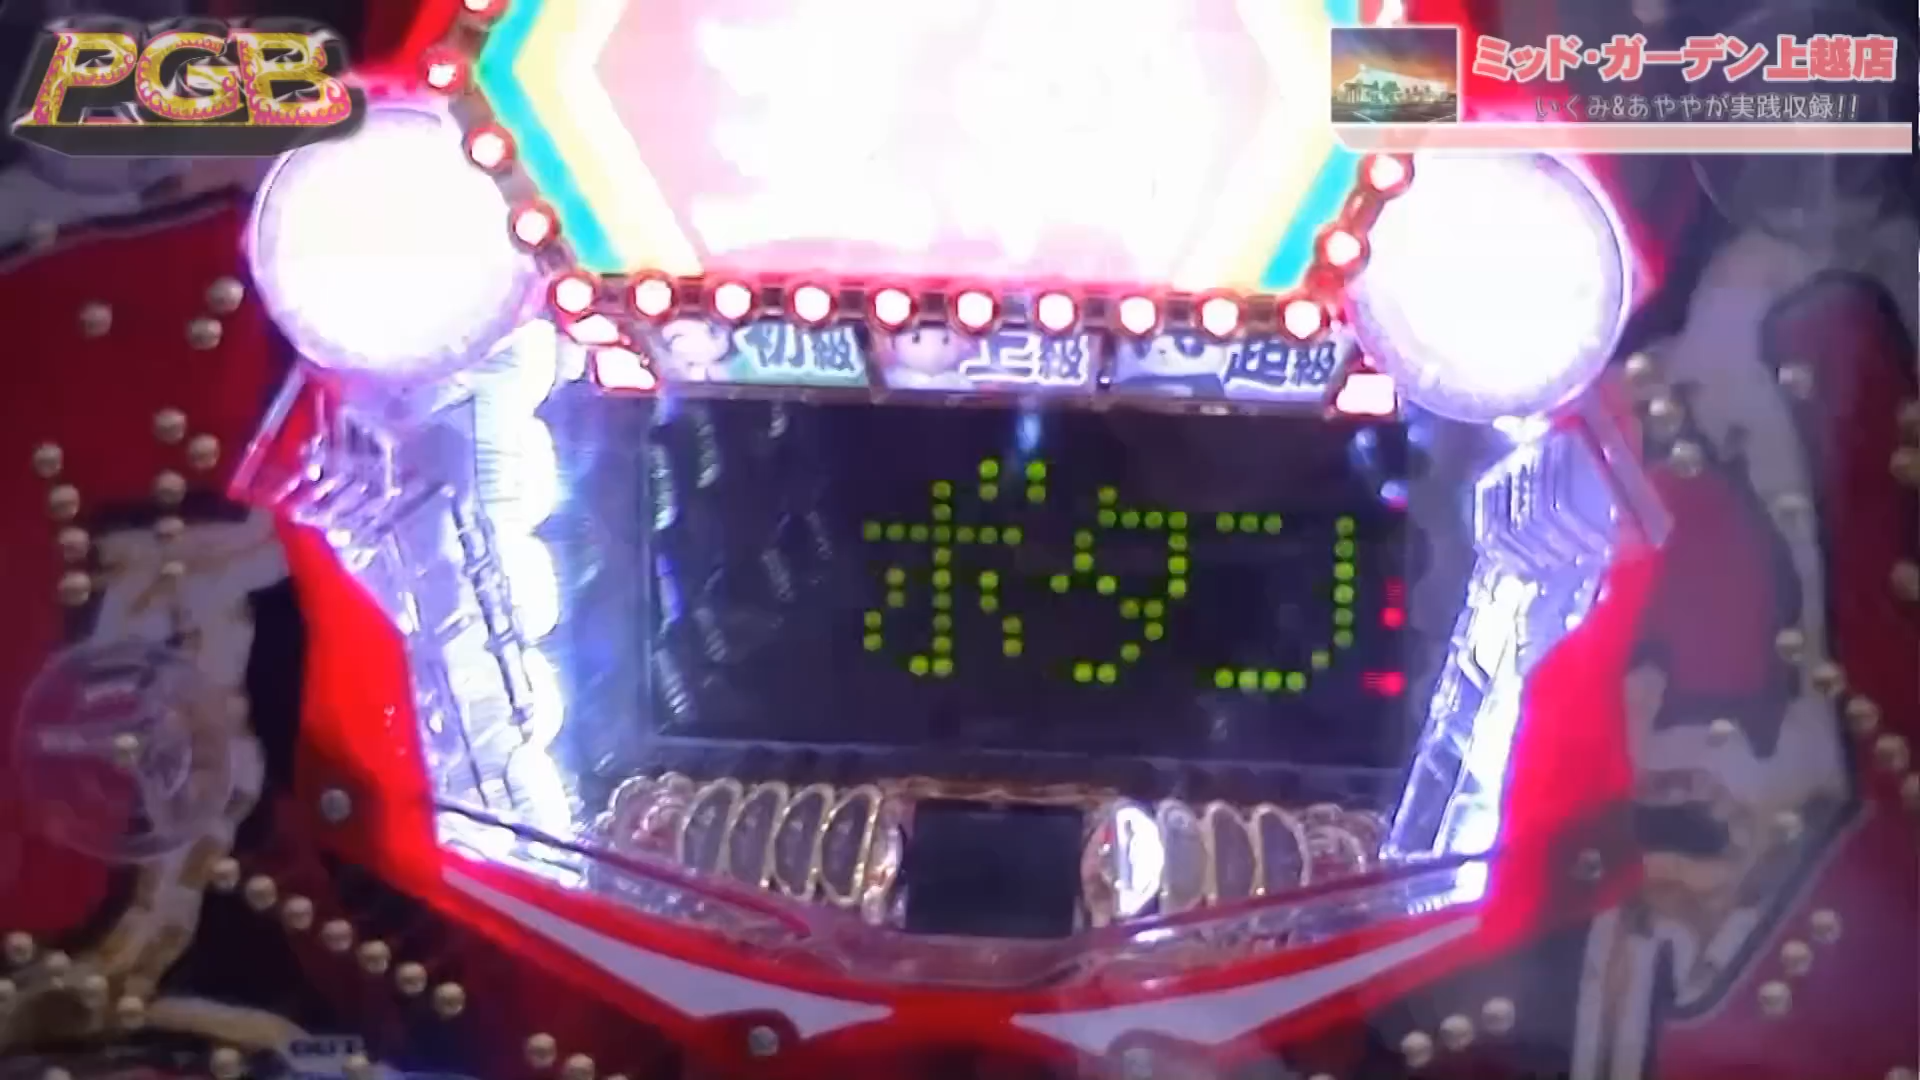 PGB
ミッド・ガーデン上越店
いくみ&あややが実践収録!!
初級 上級 超級
ボタン
OUT